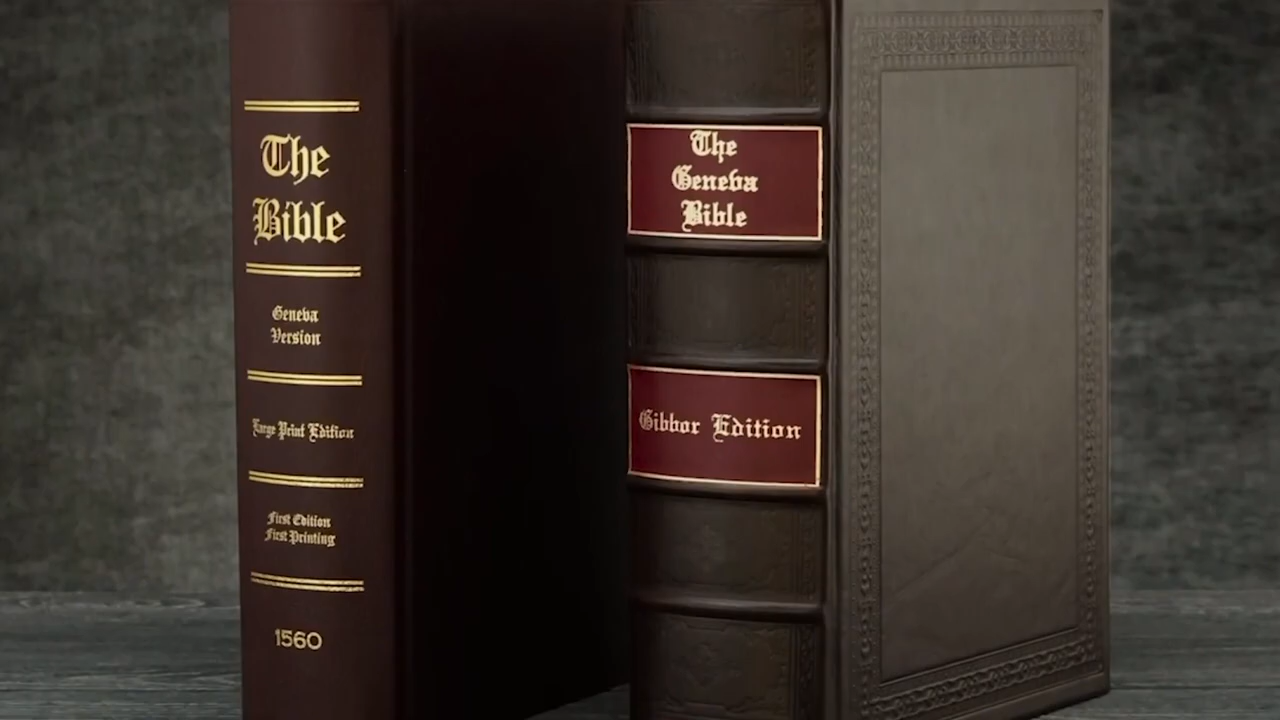 The
Bible
Geneva
Version
Large Print Edition
First Edition
First Printing
1560
The
Geneva
Bible
Gibbor Edition